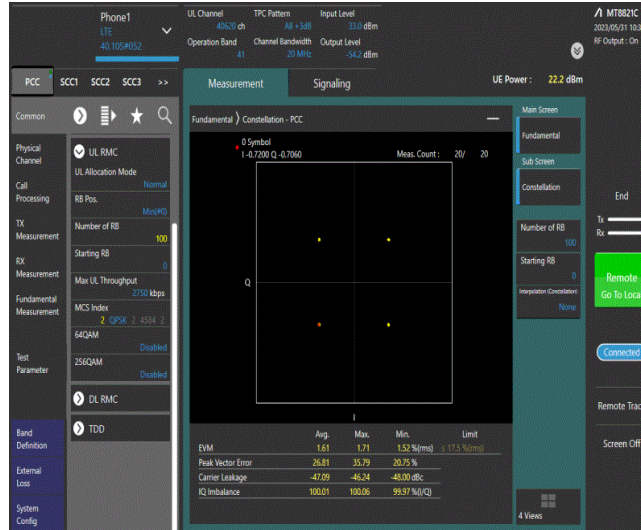 Phone1
LTE
40.105#052
UL Channel TPC Pattern Input Level
40620 ch All +3dB 33.0 dBm
Operation Band Channel Bandwidth Output Level
41 20 MHz -54.2 dBm
MT8821C
2023/05/31 10:3
RF Output : On
PCC SCC1 SCC2 SCC3 >>
Measurement Signaling UE Power : 22.2 dBm
Common
Physical
Channel
Call
Processing
TX
Measurement
RX
Measurement
Fundamental
Measurement
Test
Parameter
Band
Definition
External
Loss
System
Config
UL RMC
UL Allocation Mode
Normal
RB Pos.
Min(#0)
Number of RB
100
Starting RB
0
Max UL Throughput
2750 kbps
MCS Index
2 QPSK 2 4584 2
64QAM
Disabled
256QAM
Disabled
DL RMC
TDD
Fundamental > Constellation - PCC
0 Symbol
I -0.7200 Q -0.7060 Meas. Count : 20/ 20
Q
I
Avg. Max. Min. Limit
EVM 1.61 1.71 1.52 %(rms) ≤ 17.5 %(rms)
Peak Vector Error 26.81 35.79 20.75 %
Carrier Leakage -47.09 -46.24 -48.00 dBc
IQ Imbalance 100.01 100.06 99.97 %(I/Q)
Main Screen
Fundamental
Sub Screen
Constellation
Number of RB
100
Starting RB
0
Interpolation (Constellation)
None
4 Views
End
Tx
Rx
Remote
Go To Loca
Connected
Remote Trac
Screen Off